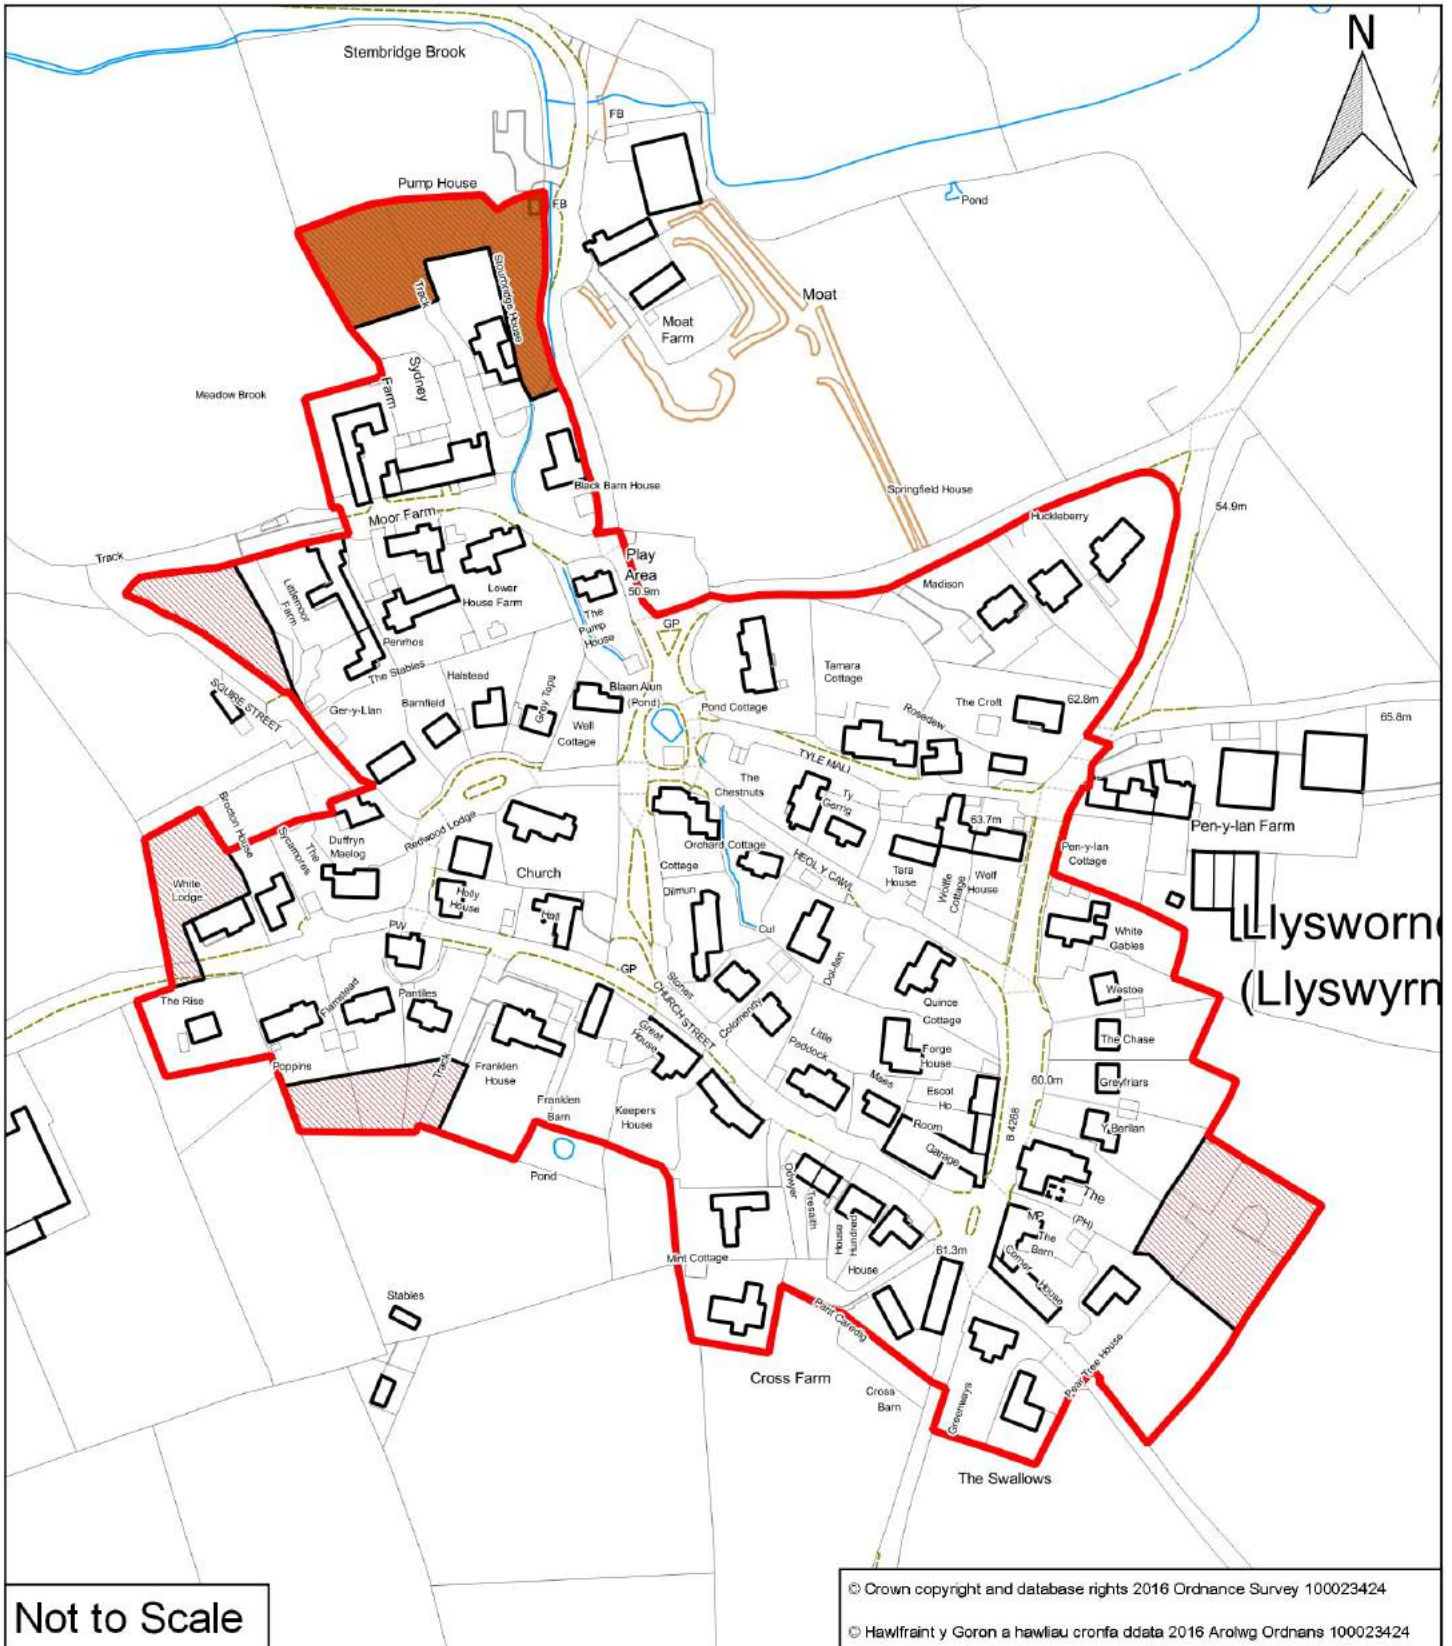 Stembridge Brook
N
FB
Pump House
FB
Pond
Stourbridge House
Track
Moat
Moat
Farm
Sydney
Farm
Meadow Brook
Springfield House
Black Barn House
Huckleberry
54.9m
Moor Farm
Track
Play
Area
50.9m
Madison
Littlemoor
Farm
Lower
House Farm
The
Pump
House
GP
Penrhos
The Stables
Halstead
Tamara
Cottage
SQUIRE STREET
Ger-y-Llan
Barnfield
Grey Tops
Blaen Alun
(Pond)
Pond Cottage
The Croft
62.8m
Rosedew
65.8m
Well
Cottage
TYLE MALI
The
Chestnuts
Ty
Gerrig
63.7m
Pen-y-lan Farm
Brocton House
The
Sycamores
Duffryn
Maelog
Redwood Lodge
Orchard Cottage
HEOL Y CAWL
Pen-y-lan
Cottage
White
Lodge
Church
Cottage
Tara
House
Wolfe
Cottage
Wolf
House
Holly
House
Dilmun
Hall
Llysworne
(Llyswyrn
PW
Cul
White
Gables
GP
Stones
Dol-llan
Westoe
The Rise
Flamstead
Pantiles
CHURCH STREET
Colomendy
Quince
Cottage
Great
House
Little
Paddock
Forge
House
The Chase
Poppins
Track
Franklen
House
Maes
Escot
Ho
60.0m
Greyfriars
Franklen
Barn
Keepers
House
Room
Garage
B 4268
Y Berllan
Pond
Odwyer
Tresaith
House
Hundred
House
The
(PH)
MP
The
Barn
Corner House
61.3m
Mint Cottage
Stables
Pant Caredig
Pear Tree House
Cross Farm
Cross
Barn
Greenways
The Swallows
Not to Scale
© Crown copyright and database rights 2016 Ordnance Survey 100023424
© Hawlfraint y Goron a hawliau cronfa ddata 2016 Arolwg Ordnans 100023424